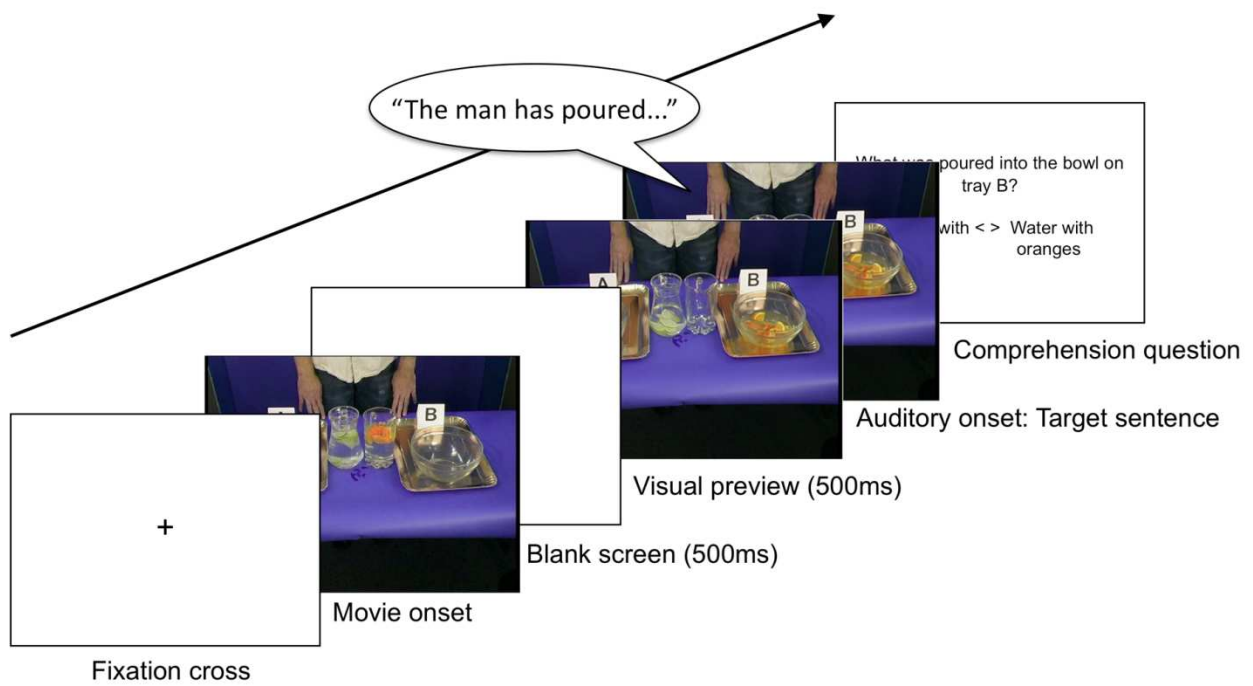 “The man has poured...”
What was poured into the bowl on
tray B?
with < > Water with
oranges
B
B
A
B
+
Comprehension question
Auditory onset: Target sentence
Visual preview (500ms)
Blank screen (500ms)
Movie onset
Fixation cross